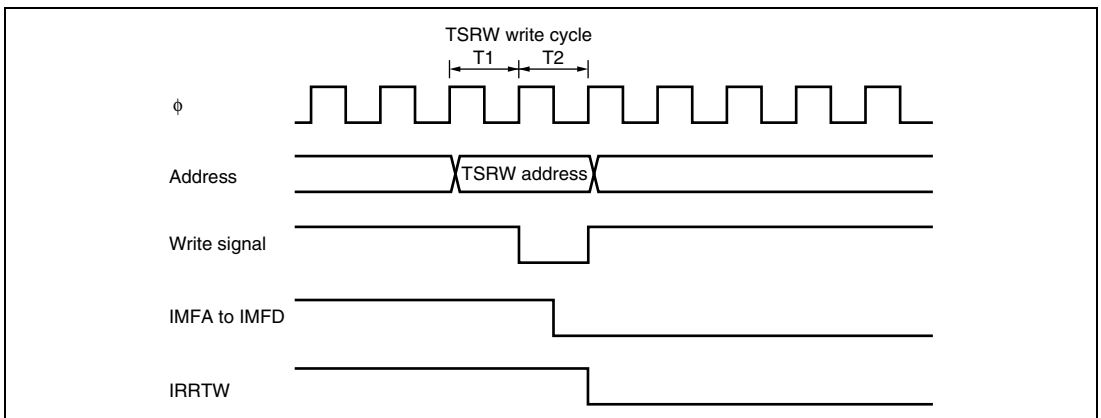 TSRW write cycle
T1 T2
ϕ
Address
TSRW address
Write signal
IMFA to IMFD
IRRTW